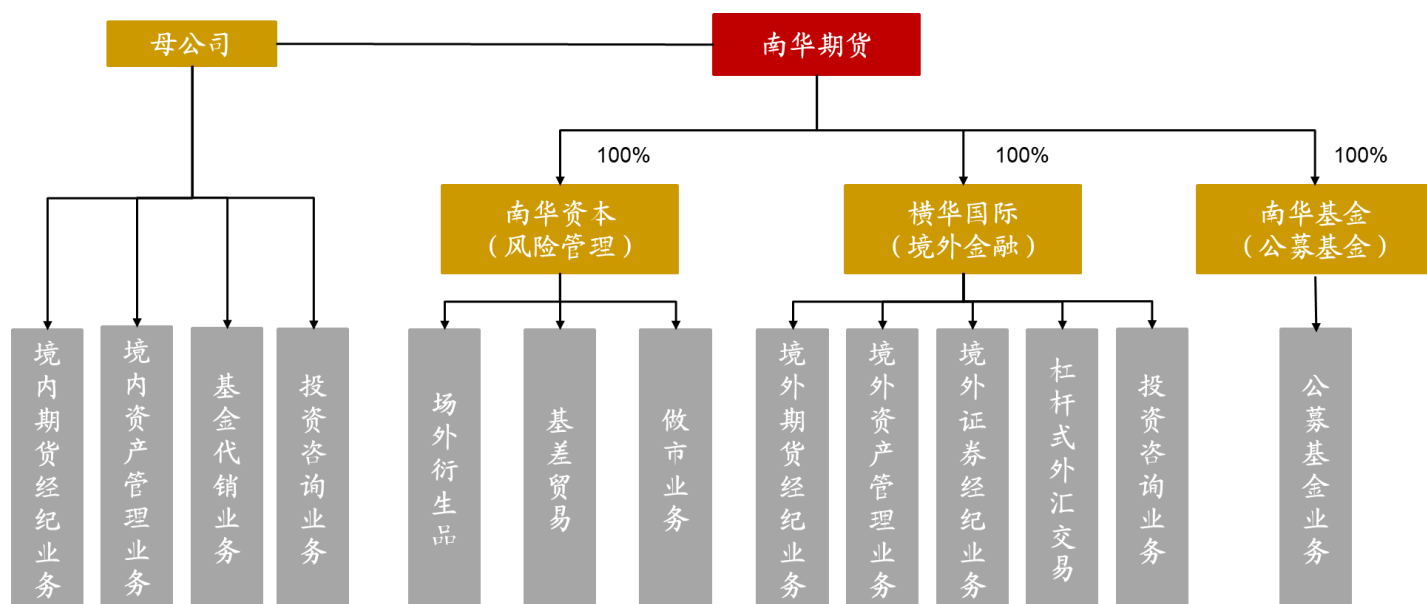 母公司
南华期货
100%
100%
100%
南华资本
（风险管理）
横华国际
（境外金融）
南华基金
（公募基金）
境内期货经纪业务
境内资产管理业务
基金代销业务
投资咨询业务
场外衍生品
基差贸易
做市业务
境外期货经纪业务
境外资产管理业务
境外证券经纪业务
杠杆式外汇交易
投资咨询业务
公募基金业务